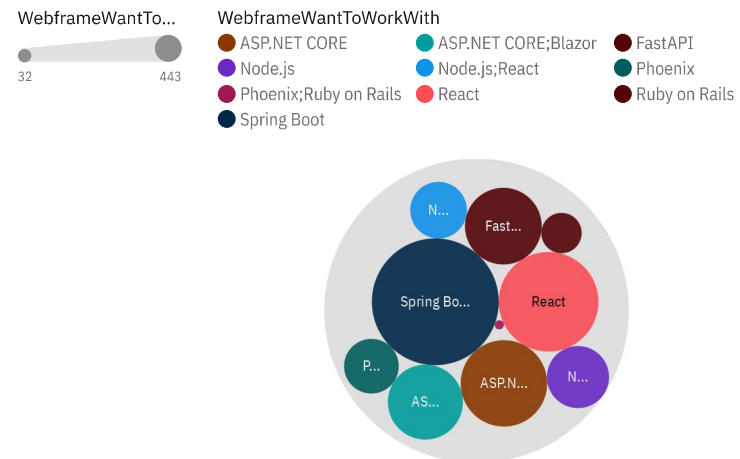 WebframeWantTo...
32
443
WebframeWantToWorkWith
ASP.NET CORE
ASP.NET CORE;Blazor
FastAPI
Node.js
Node.js;React
Phoenix
Phoenix;Ruby on Rails
React
Ruby on Rails
Spring Boot
N...
Fast...
Spring Bo...
React
P...
ASP.N...
N...
AS...